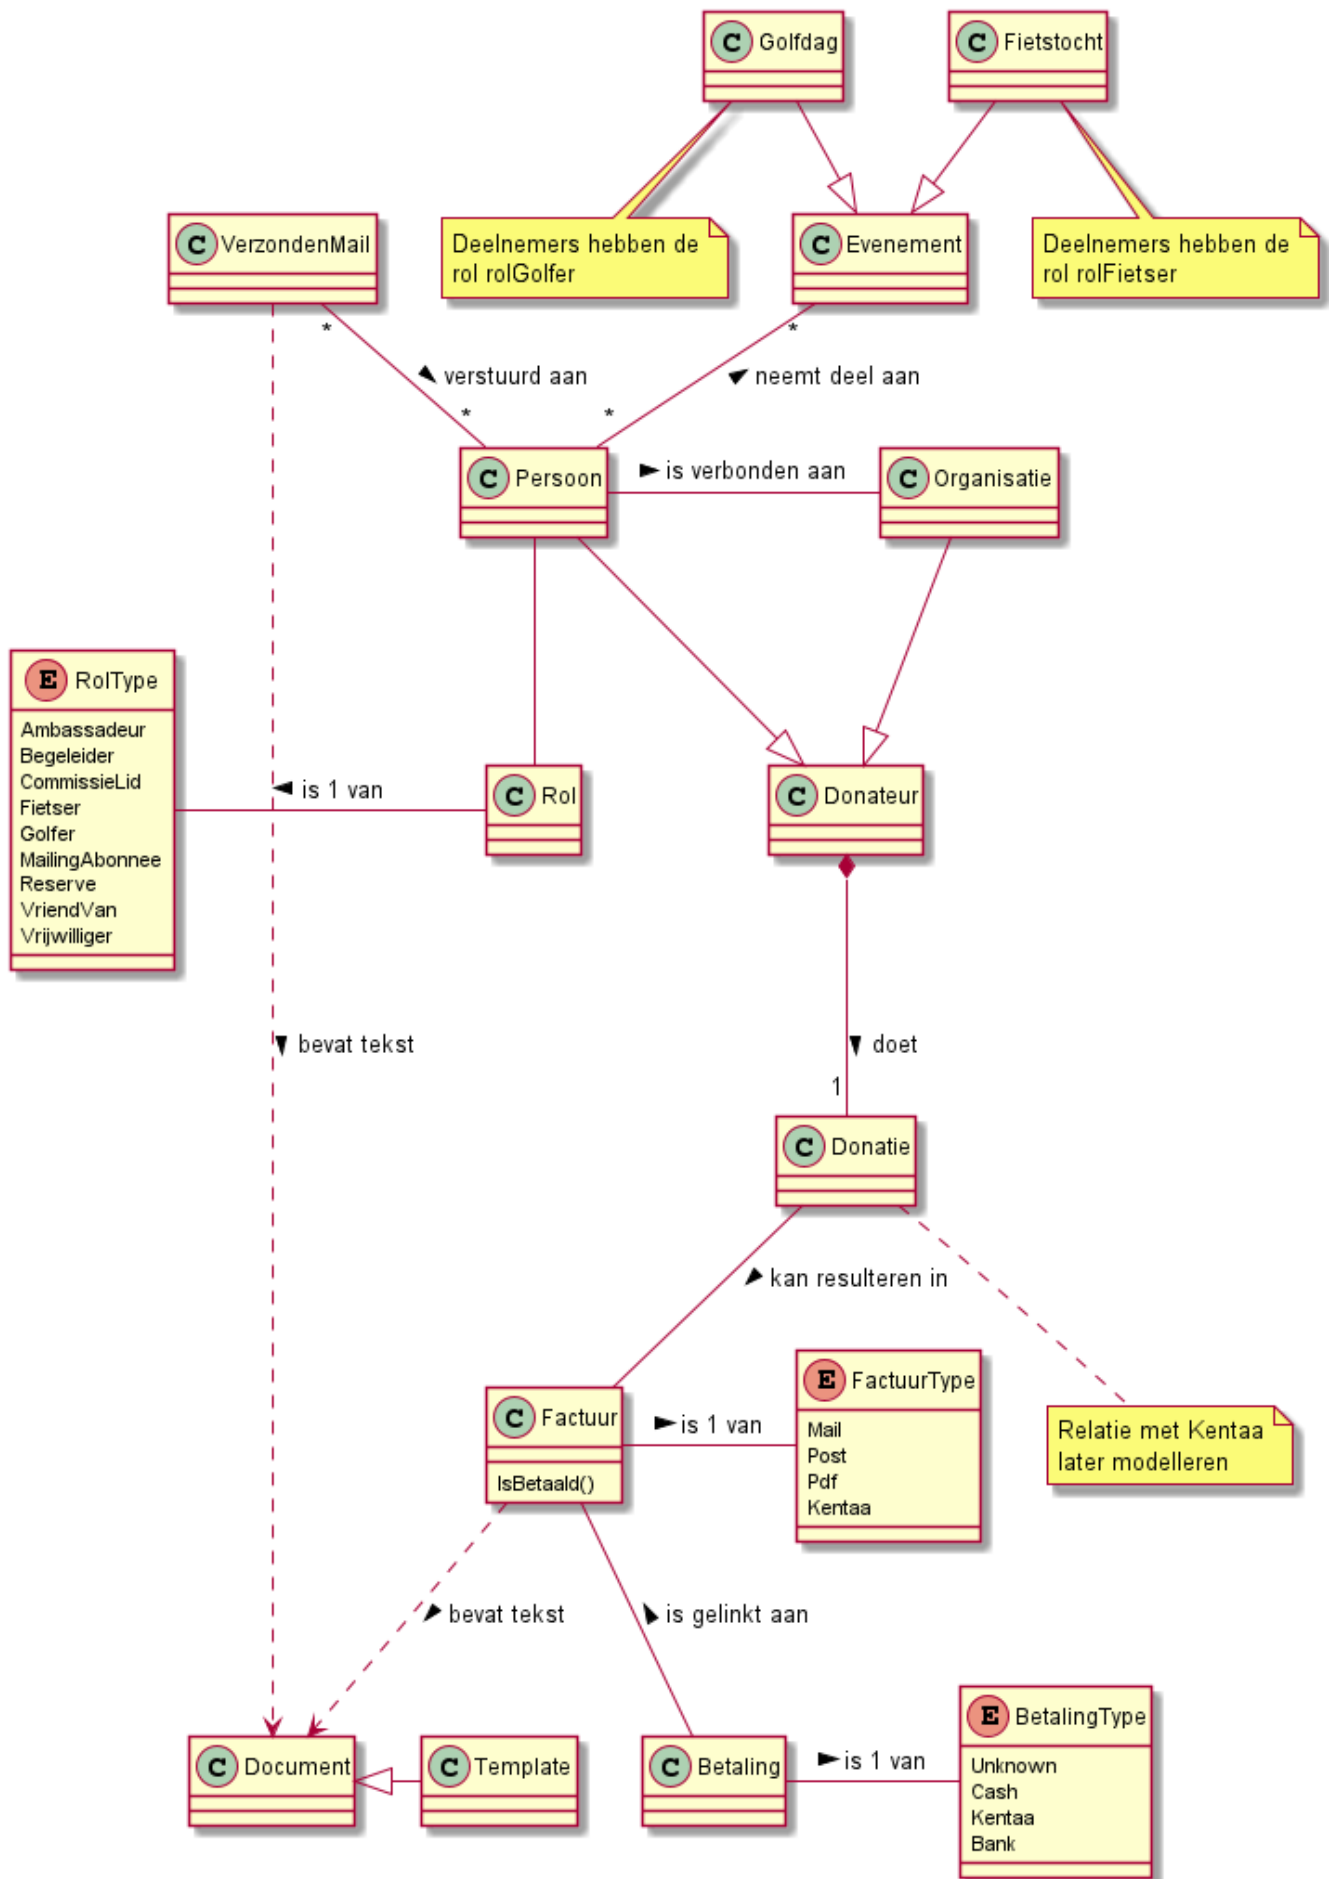 C Golfdag
C Fietstocht
C VerzondenMail
Deelnemers hebben de
rol rolGolfer
C Evenement
Deelnemers hebben de
rol rolFietser
*
*
verstuurd aan
neemt deel aan
*
*
C Persoon
is verbonden aan
C Organisatie
E RolType
Ambassadeur
Begeleider
CommissieLid
Fietser
Golfer
MailingAbonnee
Reserve
VriendVan
Vrijwilliger
is 1 van
C Rol
C Donateur
bevat tekst
doet
1
C Donatie
kan resulteren in
C Factuur
IsBetaald()
is 1 van
E FactuurType
Mail
Post
Pdf
Kentaa
Relatie met Kentaa
later modelleren
bevat tekst
is gelinkt aan
C Document
C Template
C Betaling
is 1 van
E BetalingType
Unknown
Cash
Kentaa
Bank